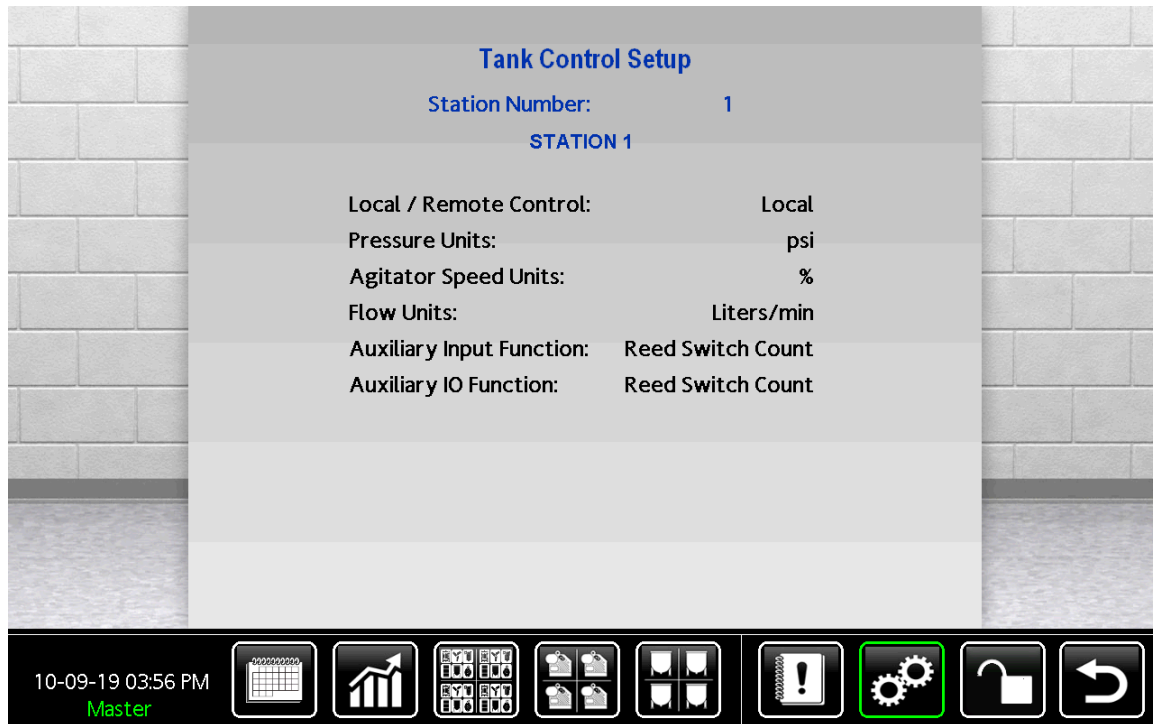 Tank Control Setup
Station Number: 1
STATION 1
Local / Remote Control: Local
Pressure Units: psi
Agitator Speed Units: %
Flow Units: Liters/min
Auxiliary Input Function: Reed Switch Count
Auxiliary IO Function: Reed Switch Count
10-09-19 03:56 PM
Master